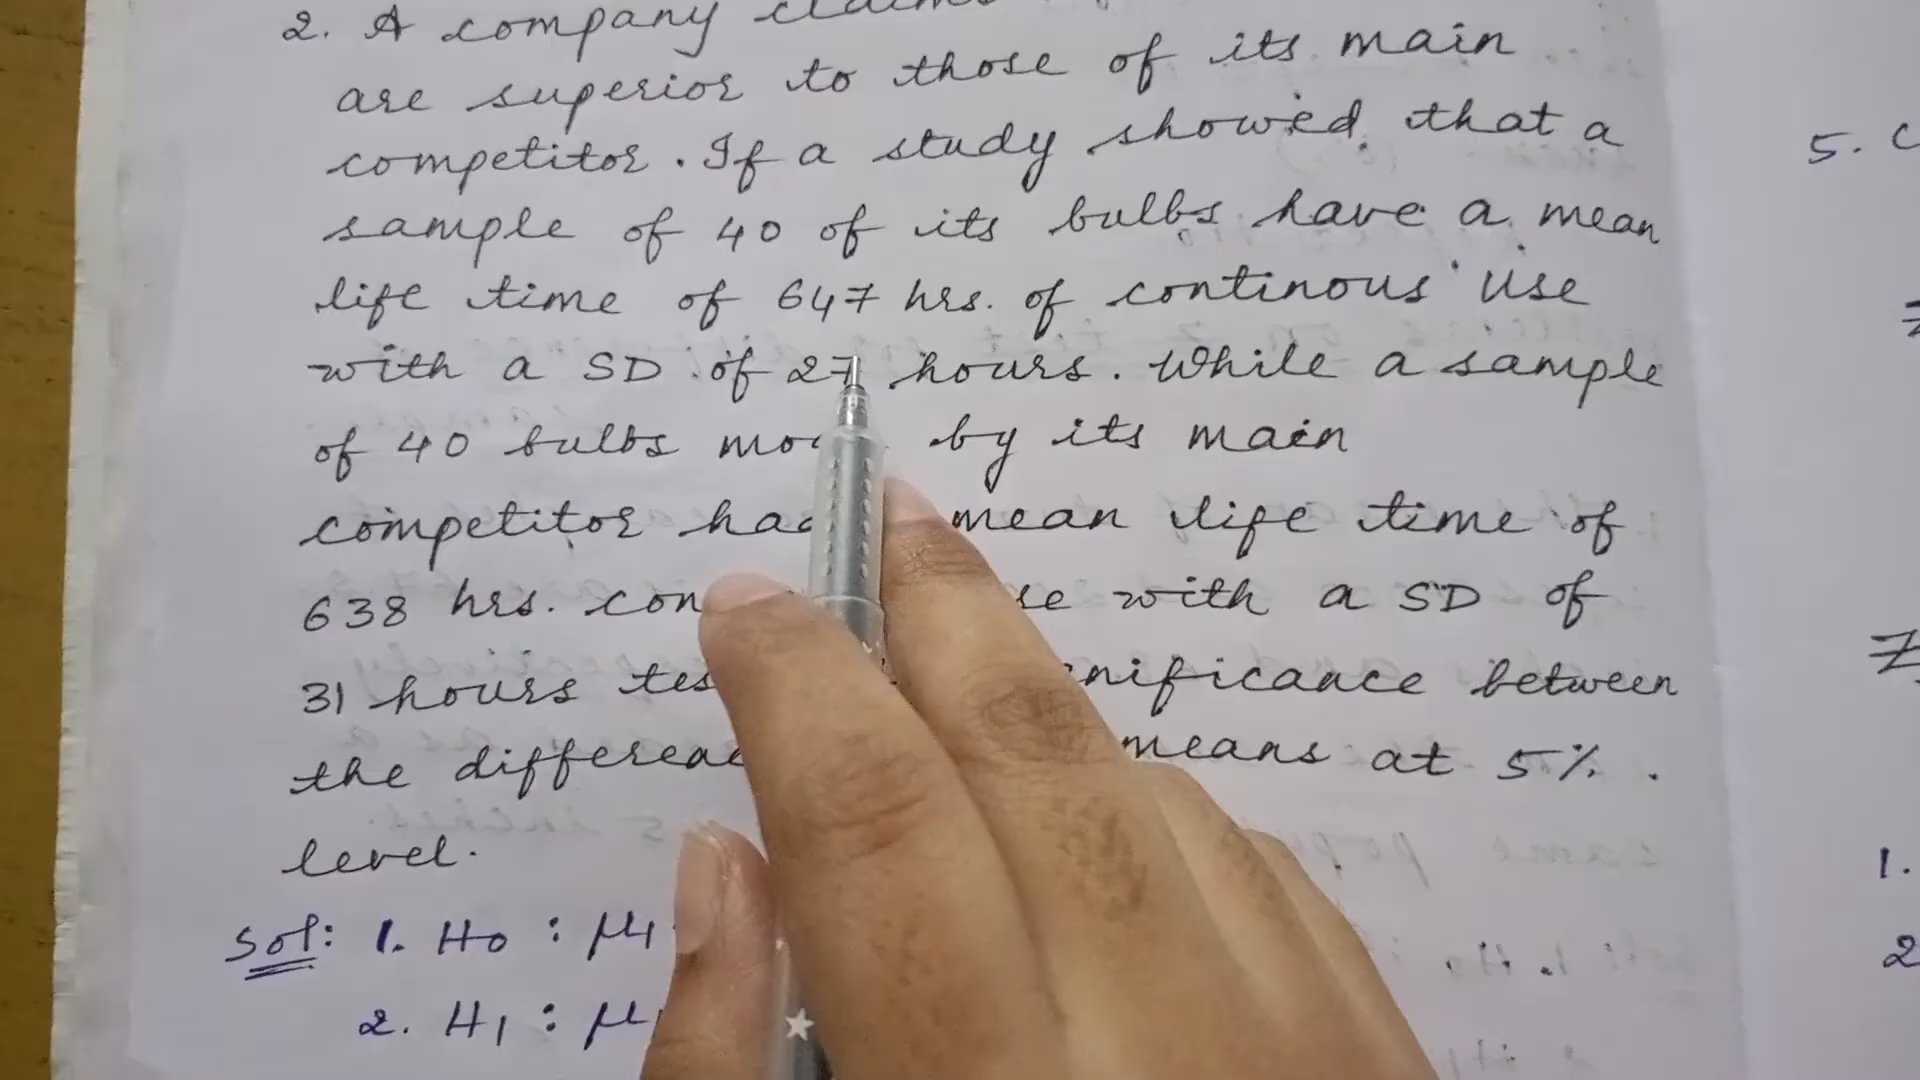 2. A company claims
are superior to those of its main
competitor. If a study showed that a
sample of 40 of its bulbs have a mean
life time of 647 hrs. of continous use
with a SD of 27 hours. While a sample
of 40 bulbs by its main
competitor mean life time of
638 hrs. with a SD of
31 hours between
the means at 5%.
level.
Sol: 1. H0 : μ1
2. H1 : μ
5.
1.
2